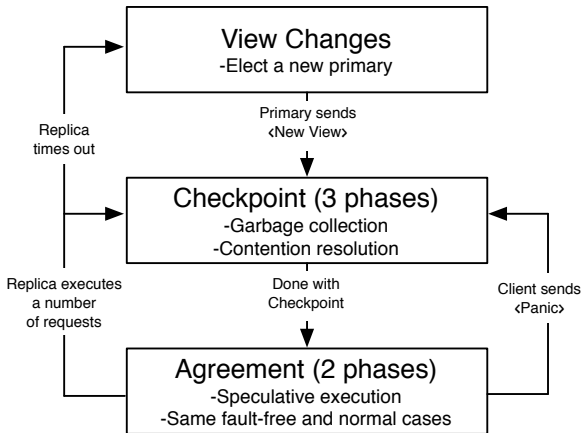 View Changes
-Elect a new primary
Primary sends
‹New View›
Replica
times out
Checkpoint (3 phases)
-Garbage collection
-Contention resolution
Replica executes
a number
of requests
Done with
Checkpoint
Client sends
‹Panic›
Agreement (2 phases)
-Speculative execution
-Same fault-free and normal cases